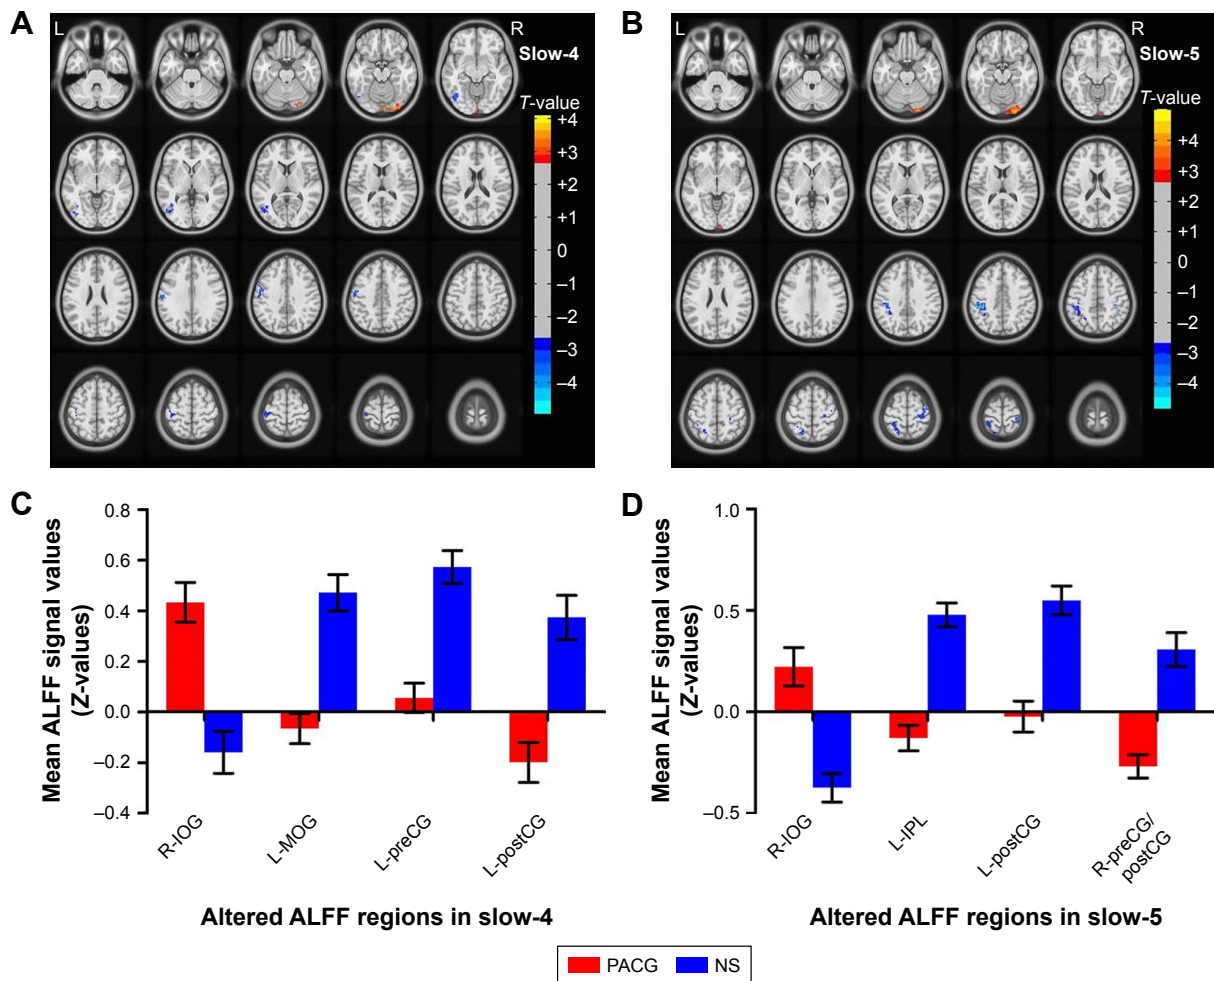 A
L
R
Slow-4
T-value
+4
+3
+2
+1
0
–1
–2
–3
–4
B
L
R
Slow-5
T-value
+4
+3
+2
+1
0
–1
–2
–3
–4
C
Mean ALFF signal values
(Z-values)
0.8
0.6
0.4
0.2
0.0
–0.2
–0.4
R-IOG
L-MOG
L-preCG
L-postCG
Altered ALFF regions in slow-4
D
Mean ALFF signal values
(Z-values)
1.0
0.5
0.0
–0.5
R-IOG
L-IPL
L-postCG
R-preCG/
postCG
Altered ALFF regions in slow-5
PACG
NS